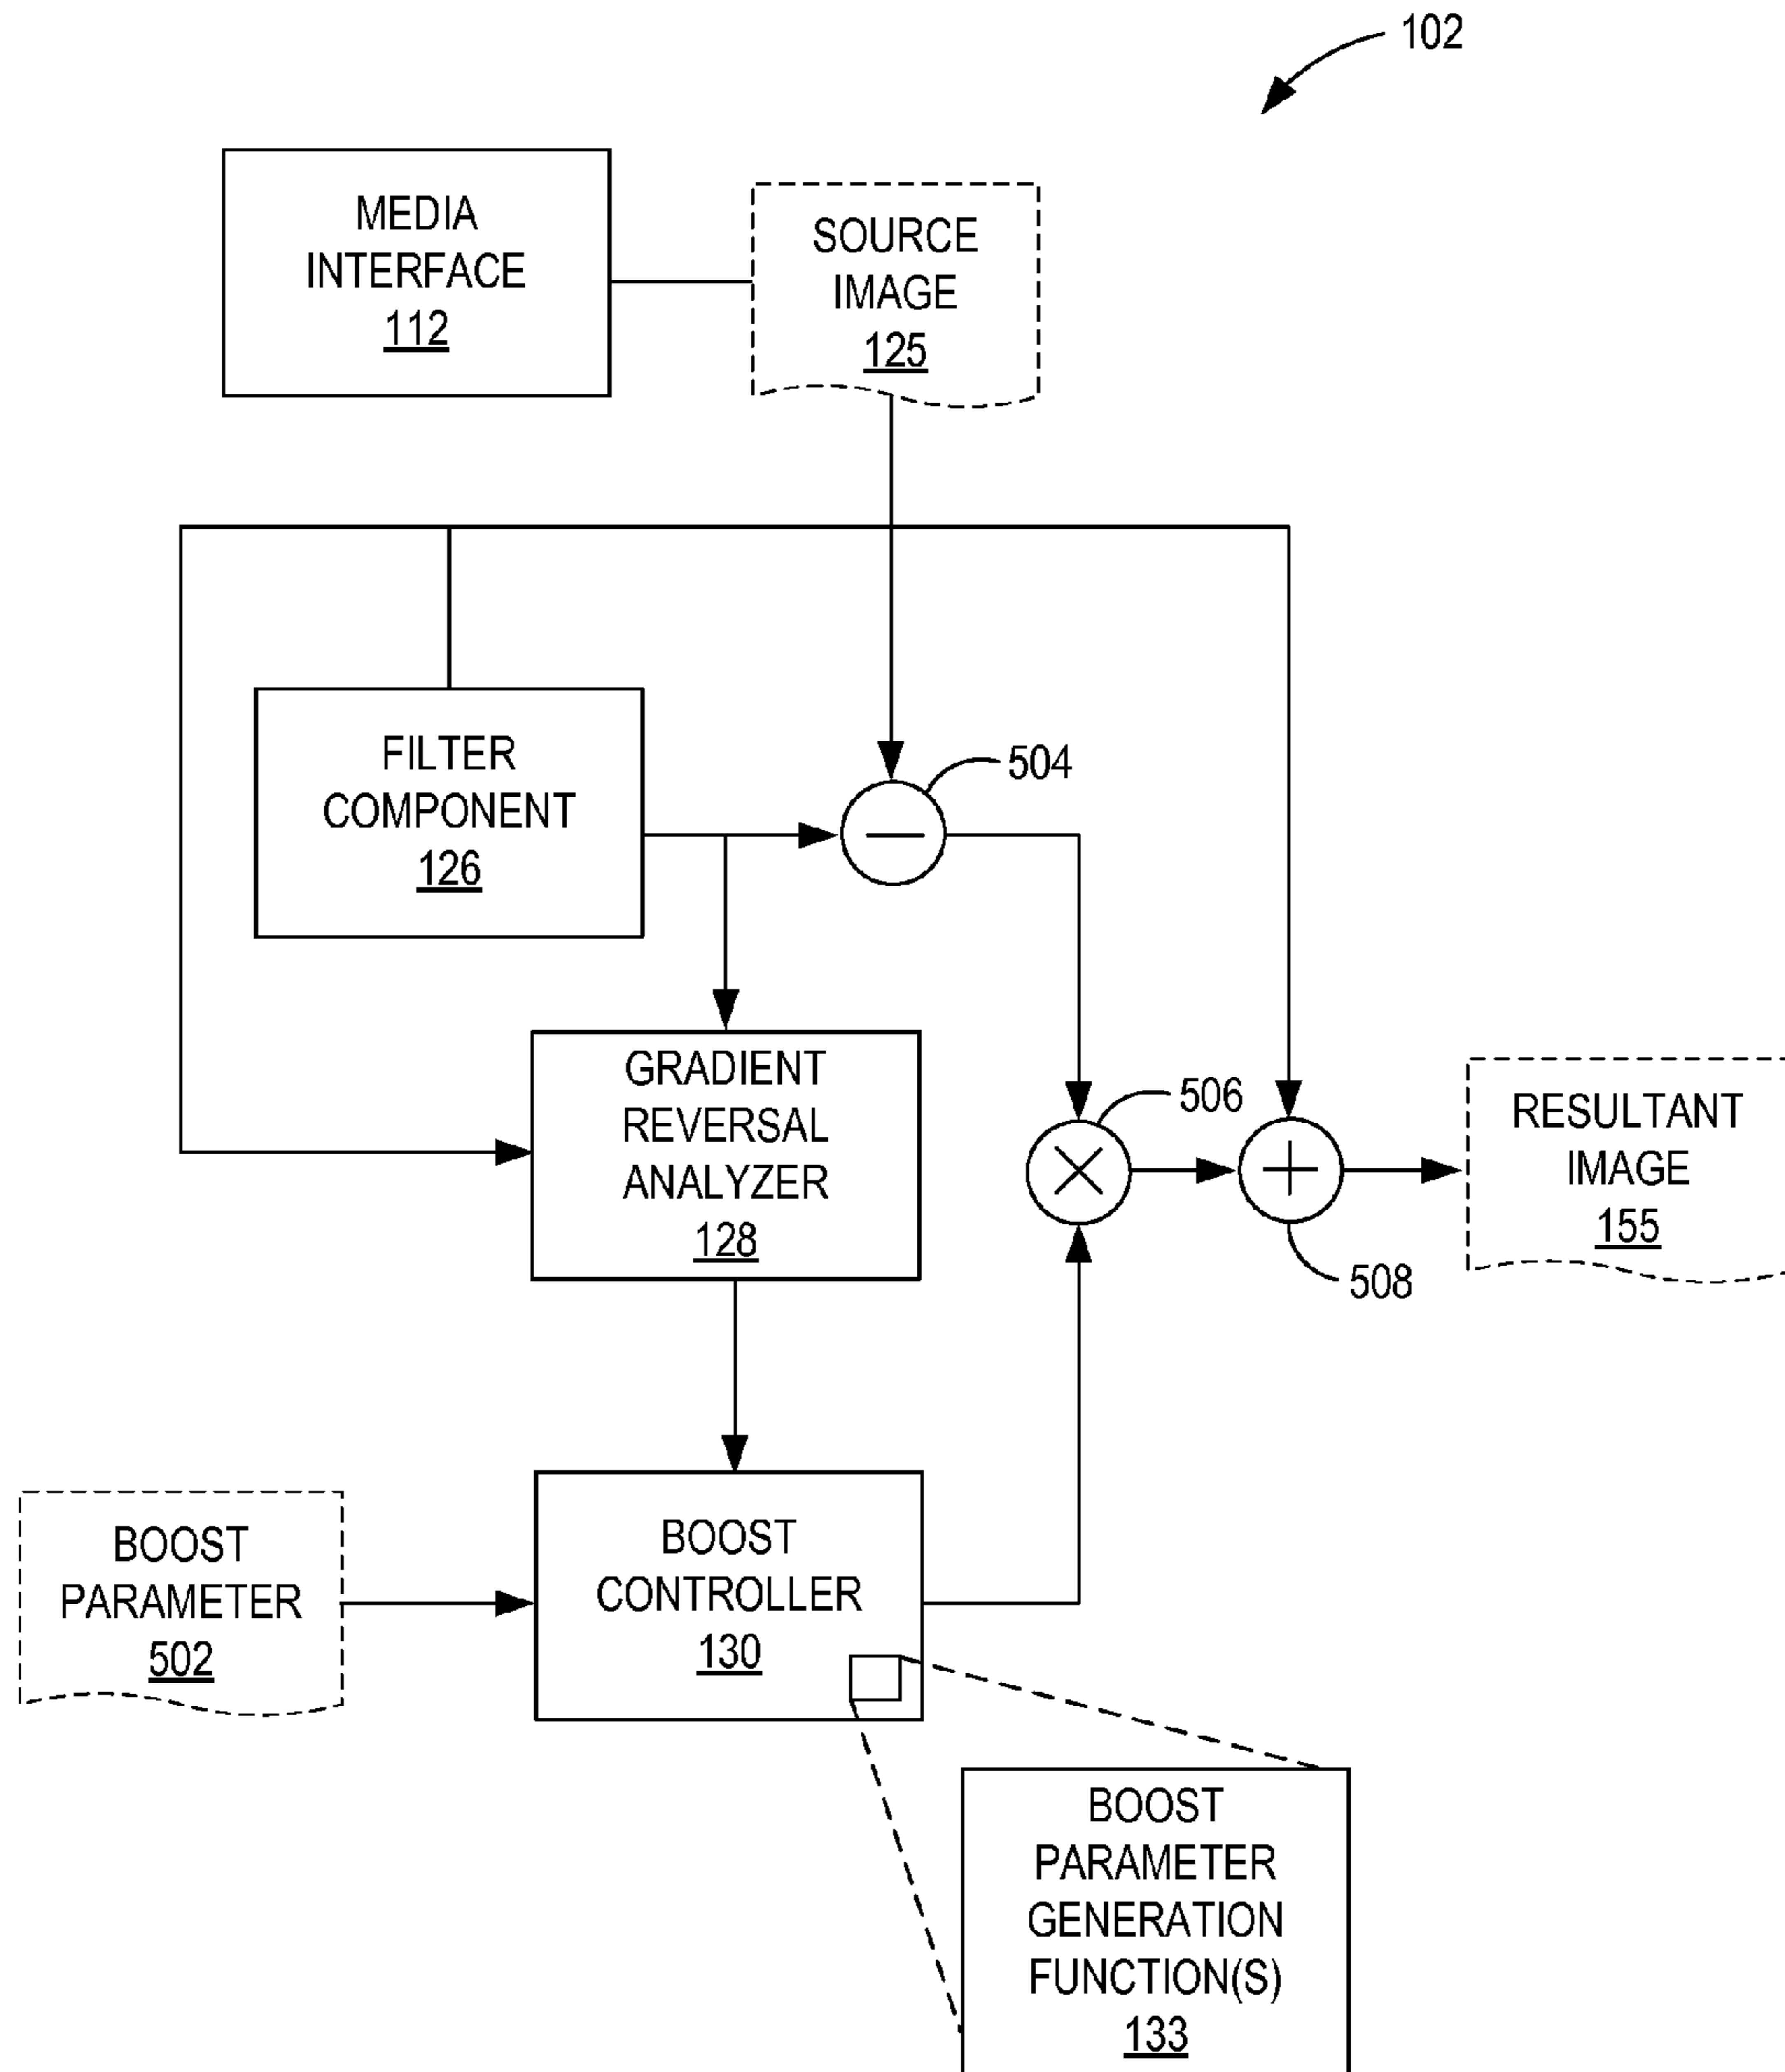 102
MEDIA
INTERFACE
112
SOURCE
IMAGE
125
FILTER
COMPONENT
126
504
GRADIENT
REVERSAL
ANALYZER
128
506
508
RESULTANT
IMAGE
155
BOOST
PARAMETER
502
BOOST
CONTROLLER
130
BOOST
PARAMETER
GENERATION
FUNCTION(S)
133